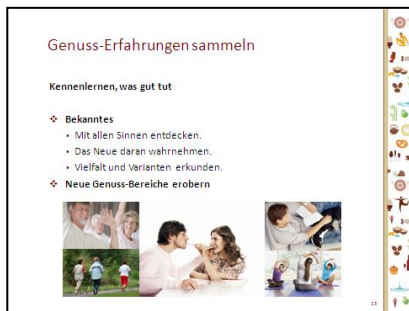 Genuss-Erfahrungen sammeln
Kennenlernen, was gut tut
❖ Bekanntes
• Mit allen Sinnen entdecken.
• Das Neue daran wahrnehmen.
• Vielfalt und Varianten erkunden.
❖ Neue Genuss-Bereiche erobern